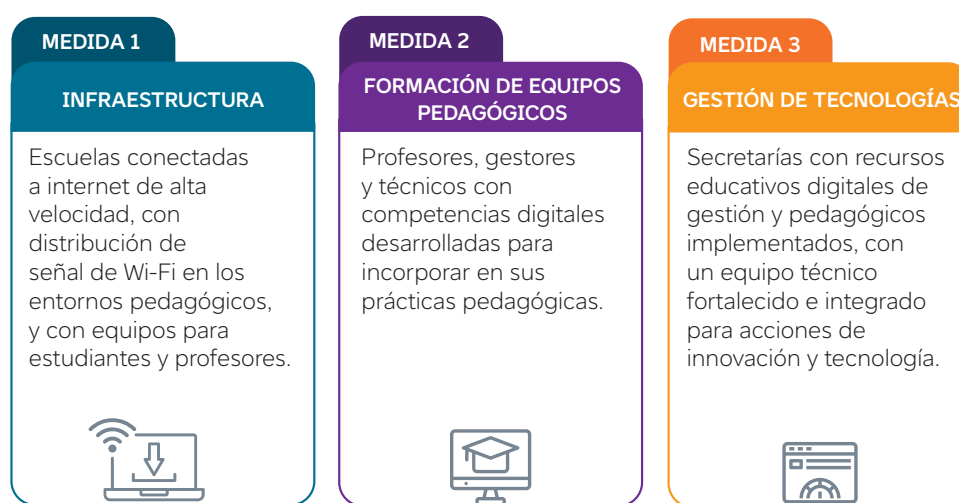 MEDIDA 1
INFRAESTRUCTURA
Escuelas conectadas
a internet de alta
velocidad, con
distribución de
señal de Wi-Fi en los
entornos pedagógicos,
y con equipos para
estudiantes y profesores.
MEDIDA 2
FORMACIÓN DE EQUIPOS
PEDAGÓGICOS
Profesores, gestores
y técnicos con
competencias digitales
desarrolladas para
incorporar en sus
prácticas pedagógicas.
MEDIDA 3
GESTIÓN DE TECNOLOGÍAS
Secretarías con recursos
educativos digitales de
gestión y pedagógicos
implementados, con
un equipo técnico
fortalecido e integrado
para acciones de
innovación y tecnología.